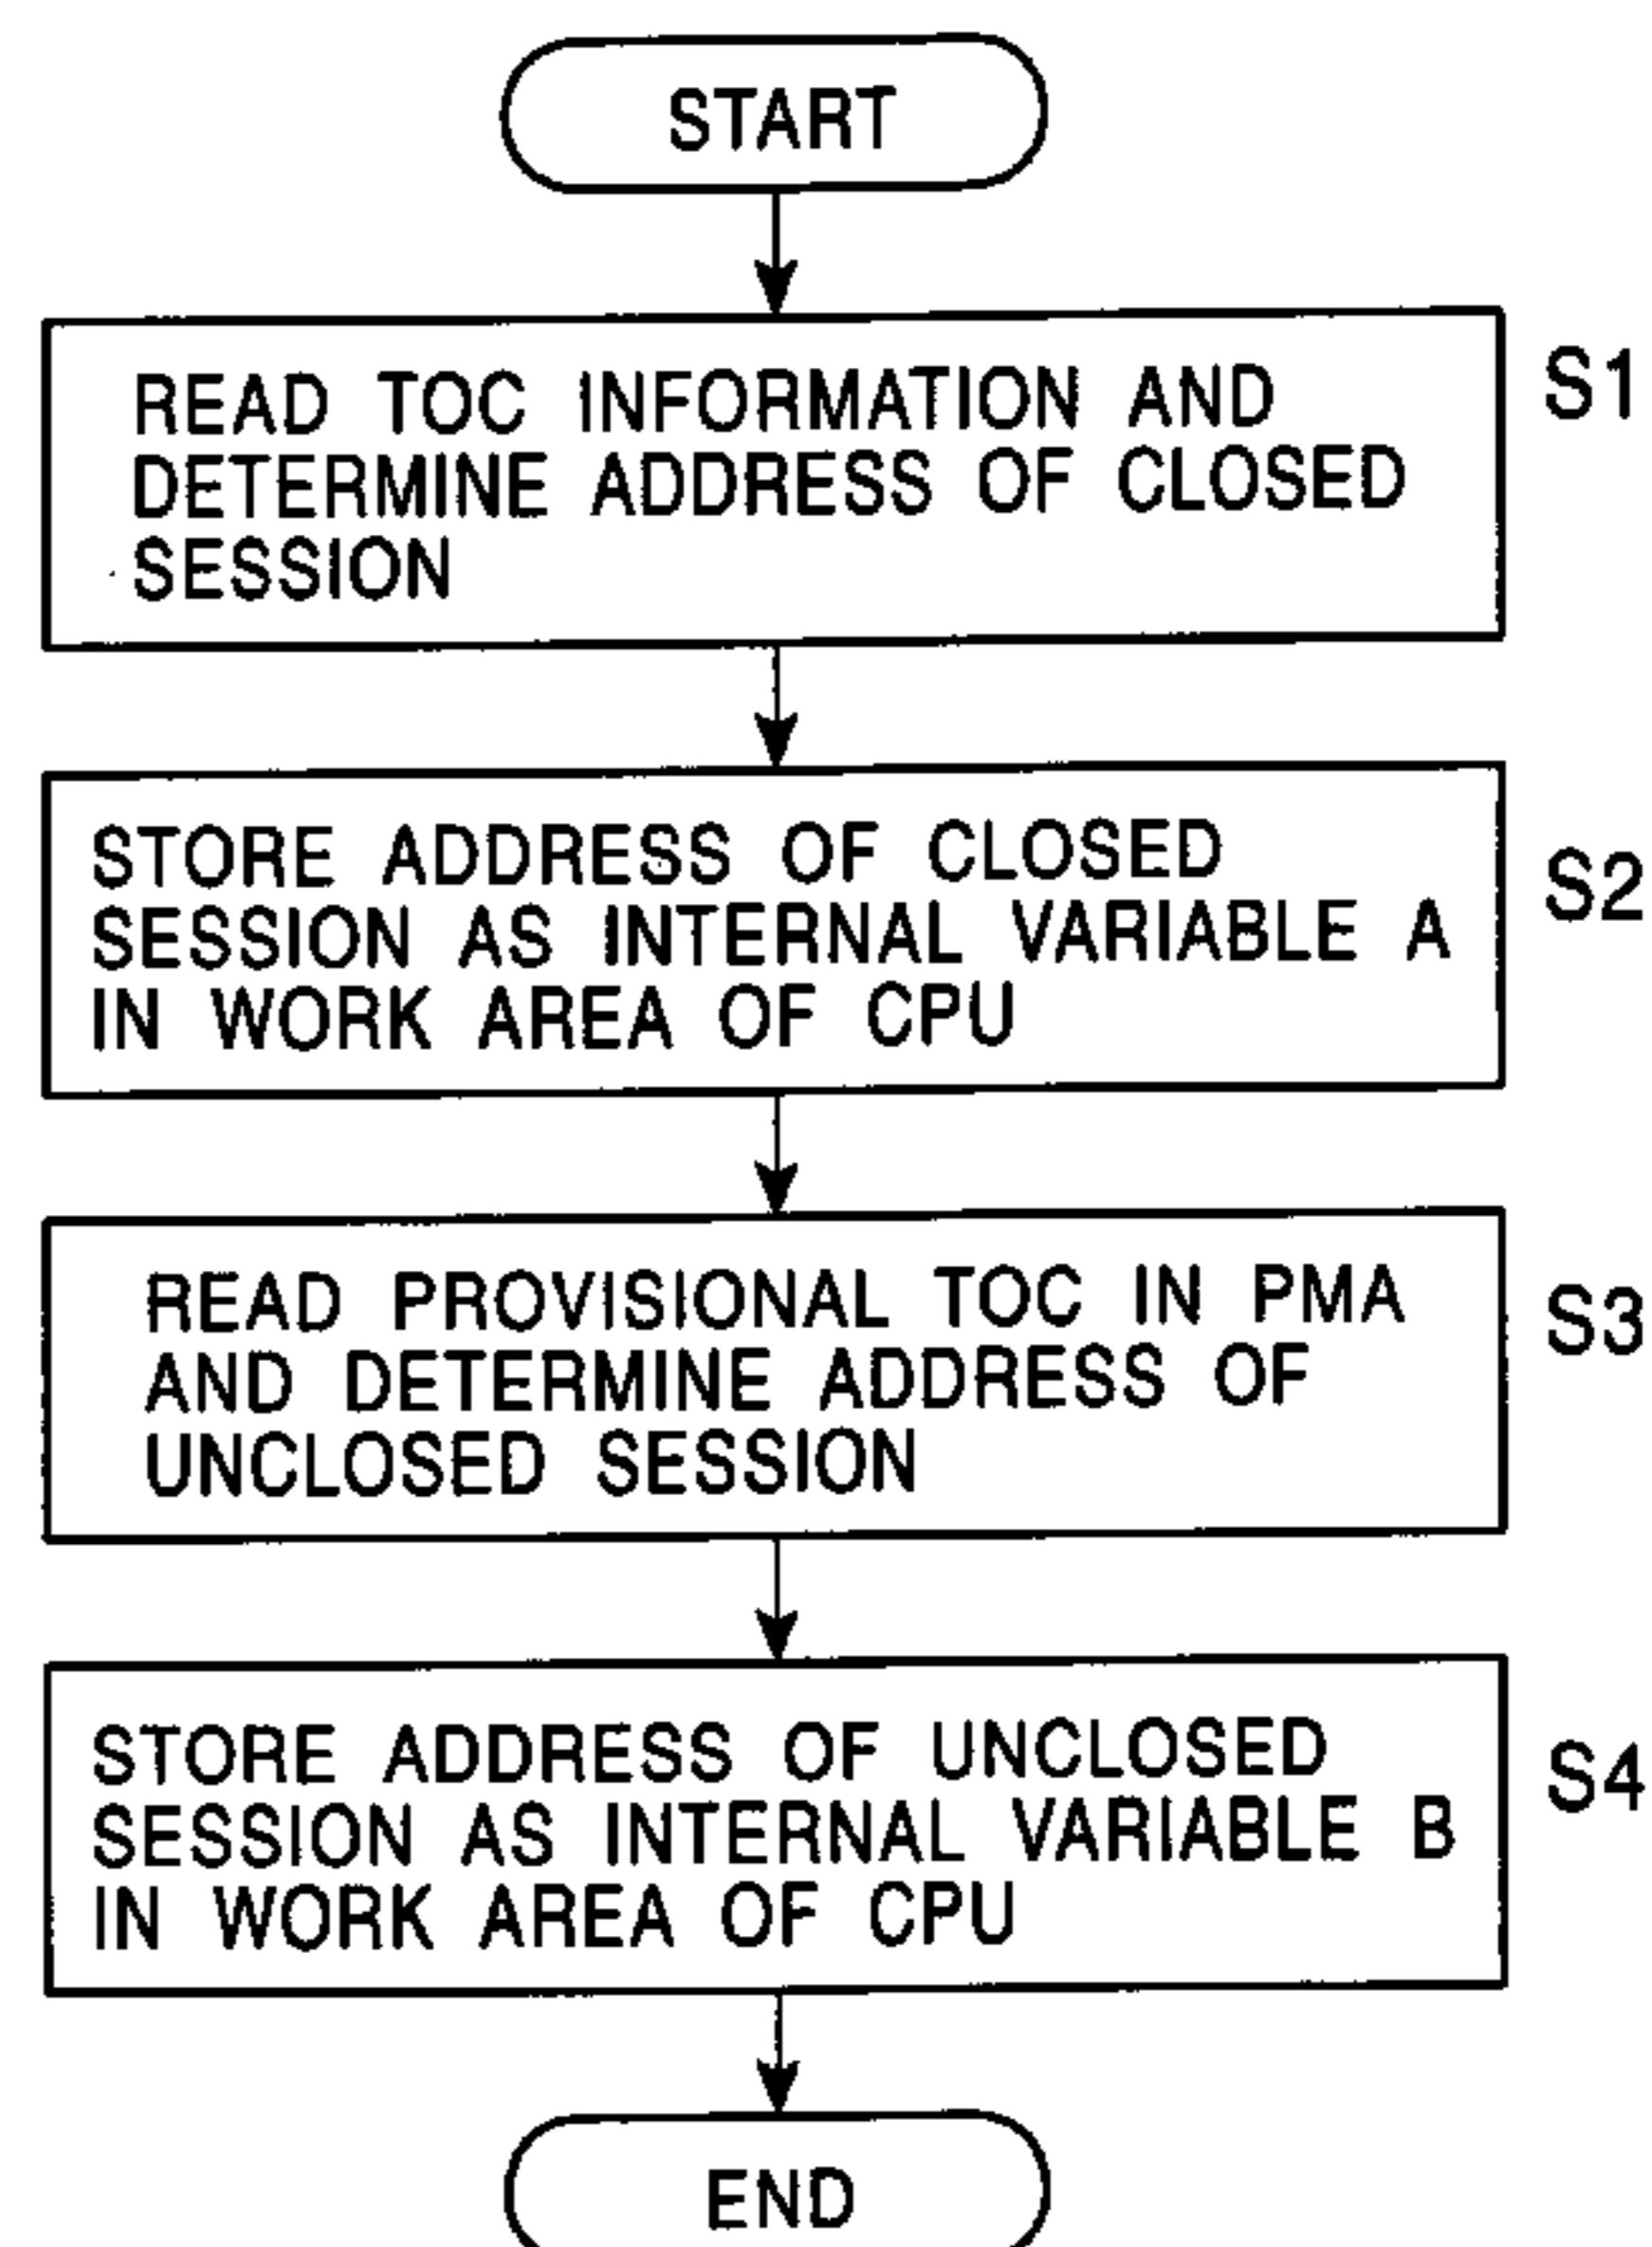 START
READ TOC INFORMATION AND
DETERMINE ADDRESS OF CLOSED
SESSION
S1
STORE ADDRESS OF CLOSED
SESSION AS INTERNAL VARIABLE A
IN WORK AREA OF CPU
S2
READ PROVISIONAL TOC IN PMA
AND DETERMINE ADDRESS OF
UNCLOSED SESSION
S3
STORE ADDRESS OF UNCLOSED
SESSION AS INTERNAL VARIABLE B
IN WORK AREA OF CPU
S4
END